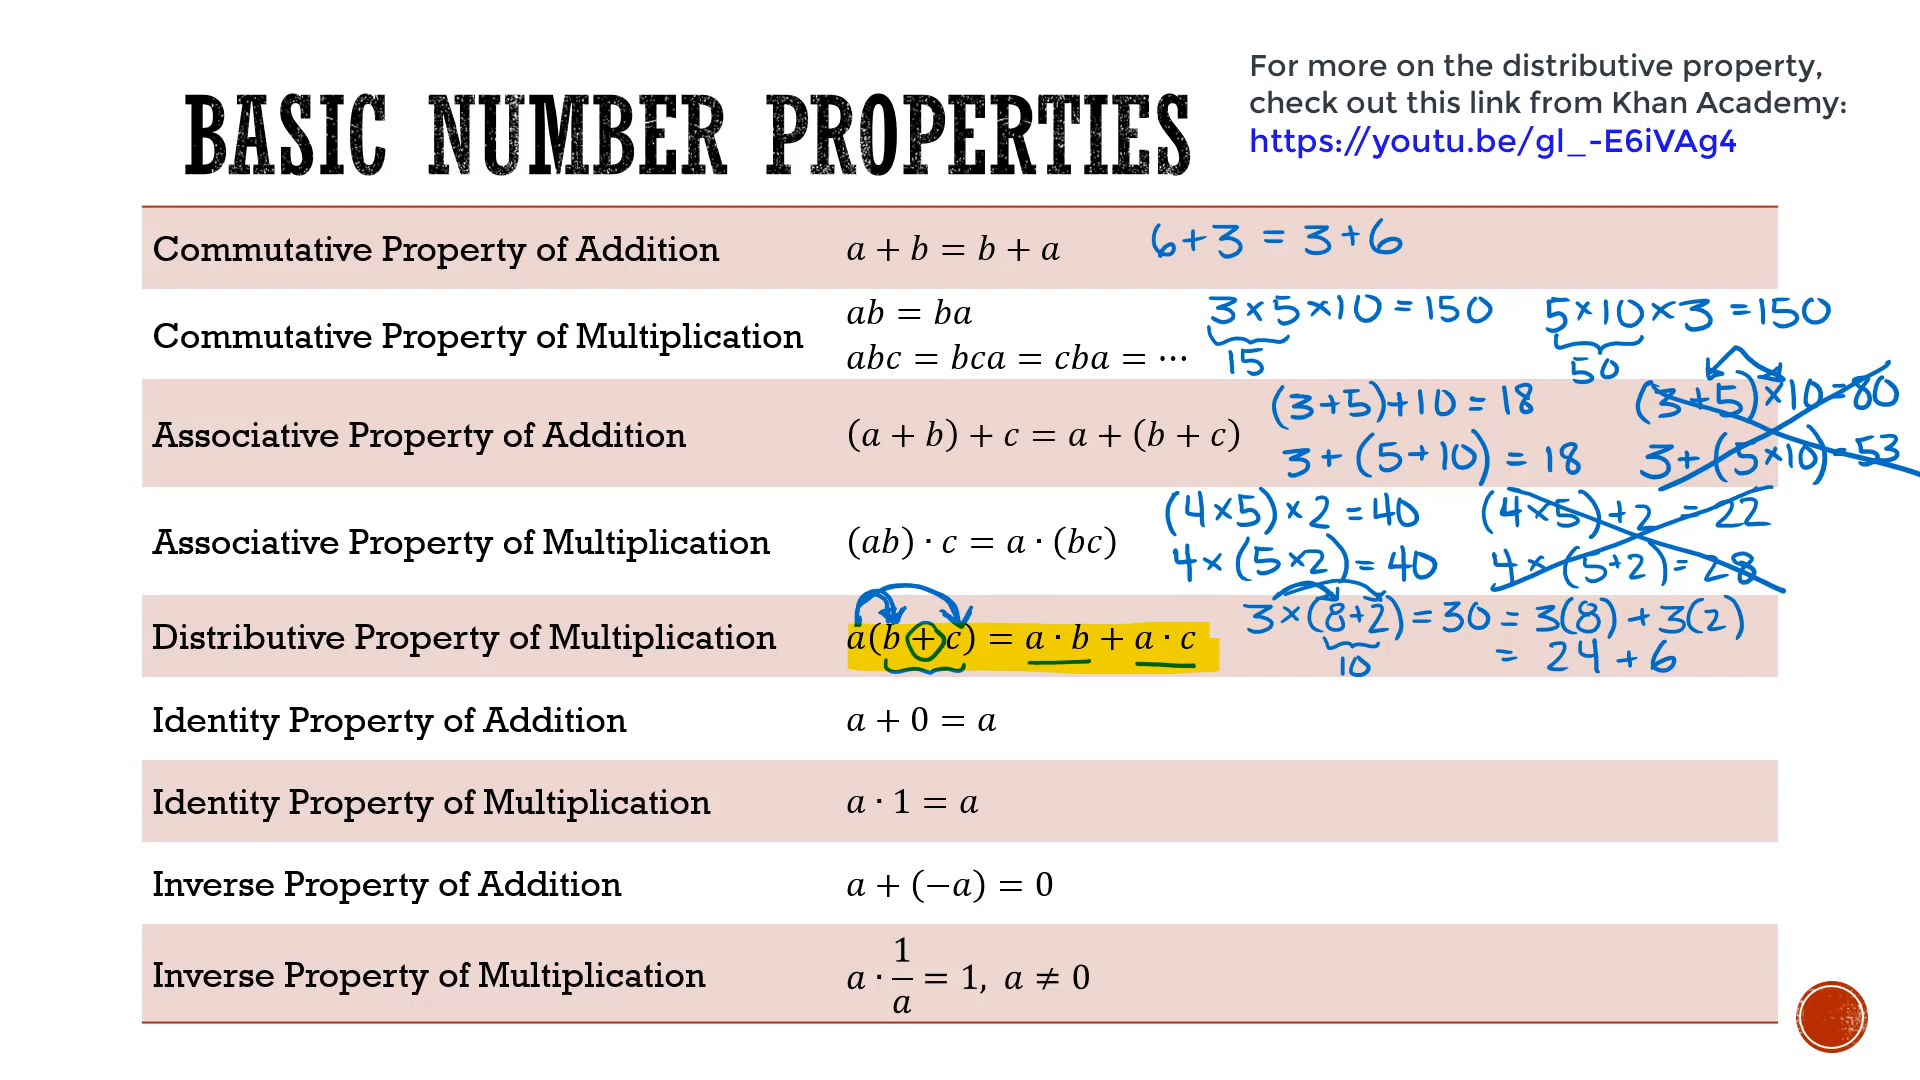 For more on the distributive property,
check out this link from Khan Academy:
https://youtu.be/gl_-E6iVAg4
BASIC NUMBER PROPERTIES
Commutative Property of Addition a + b = b + a 6+3 = 3+6
Commutative Property of Multiplication
ab = ba
abc = bca = cba = ⋯
3 × 5 × 10 = 150 5 × 10 × 3 = 150
15 50
Associative Property of Addition (a + b) + c = a + (b + c)
(3+5)+10 = 18 (3+5)×10=80
3 + (5+10) = 18 3+(5×10)=53
Associative Property of Multiplication (ab) · c = a · (bc)
(4×5)×2 = 40 (4×5)+2 = 22
4×(5×2) = 40 4×(5+2) = 28
Distributive Property of Multiplication a(b + c) = a · b + a · c
3×(8+2) = 30 = 3(8) + 3(2)
10 = 24 + 6
Identity Property of Addition a + 0 = a
Identity Property of Multiplication a · 1 = a
Inverse Property of Addition a + (−a) = 0
Inverse Property of Multiplication a · 1/a = 1, a ≠ 0